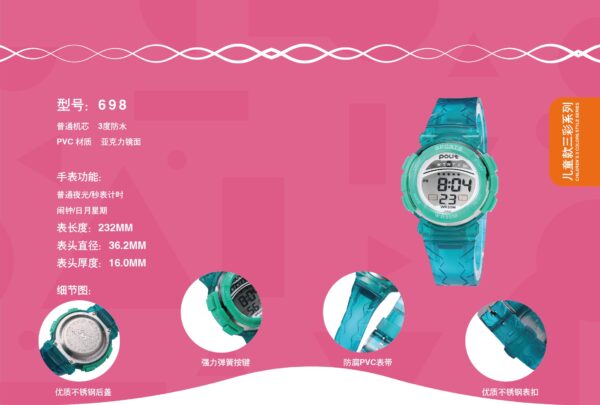 型号：698
普通机芯 3度防水
PVC 材质 亚克力镜面
手表功能：
普通夜光/秒表计时
闹钟/日月星期
表长度：232MM
表头直径：36.2MM
表头厚度：16.0MM
细节图：
SPORTS
polit
8:04
23
WR30M
儿童款三彩系列
CHILDREN'S 3 COLORS STYLE SERIES
优质不锈钢后盖
强力弹簧按键
防腐PVC表带
优质不锈钢表扣